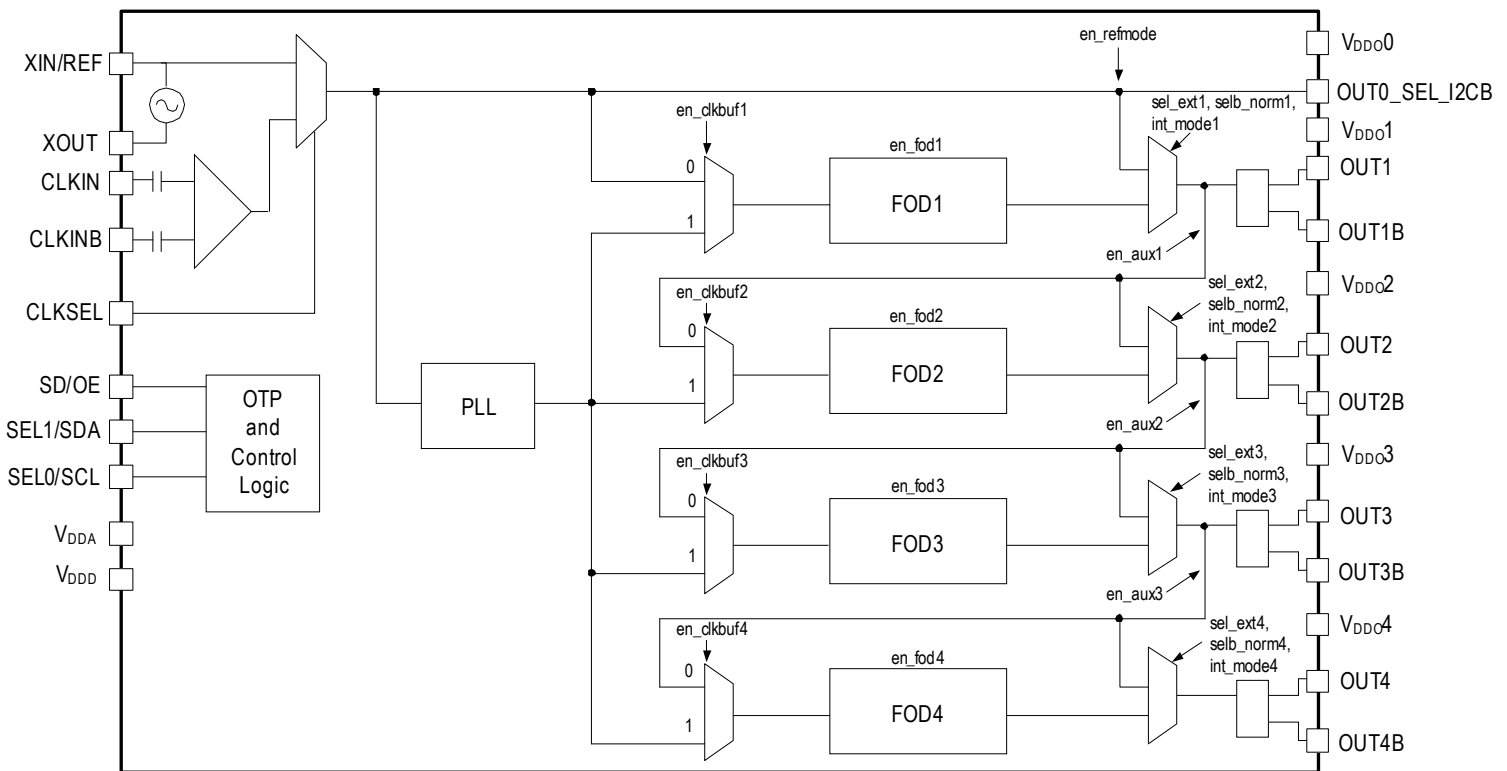 XIN/REF
XOUT
CLKIN
CLKINB
CLKSEL
SD/OE
SEL1/SDA
SEL0/SCL
VDDA
VDDD
OTP
and
Control
Logic
PLL
en_refmode
en_clkbuf1
0
1
en_fod1
FOD1
sel_ext1, selb_norm1,
int_mode1
en_aux1
en_clkbuf2
0
1
en_fod2
FOD2
sel_ext2,
selb_norm2,
int_mode2
en_aux2
en_clkbuf3
0
1
en_fod3
FOD3
sel_ext3,
selb_norm3,
int_mode3
en_aux3
en_clkbuf4
0
1
en_fod4
FOD4
sel_ext4,
selb_norm4,
int_mode4
VDDO0
OUT0_SEL_I2CB
VDDO1
OUT1
OUT1B
VDDO2
OUT2
OUT2B
VDDO3
OUT3
OUT3B
VDDO4
OUT4
OUT4B